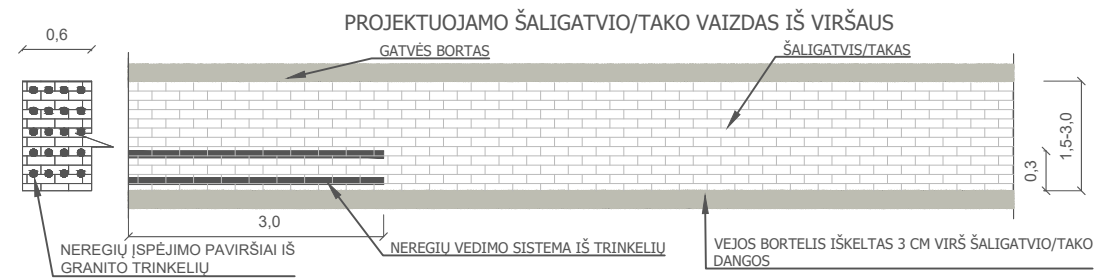 PROJEKTUOJAMO ŠALIGATVIO/TAKO VAIZDAS IŠ VIRŠAUS
0,6
GATVĖS BORTAS
ŠALIGATVIS/TAKAS
0,3
1,5-3,0
3,0
NEREGIŲ ĮSPĖJIMO PAVIRŠIAI IŠ
GRANITO TRINKELIŲ
NEREGIŲ VEDIMO SISTEMA IŠ TRINKELIŲ
VEJOS BORTELIS IŠKELTAS 3 CM VIRŠ ŠALIGATVIO/TAKO
DANGOS